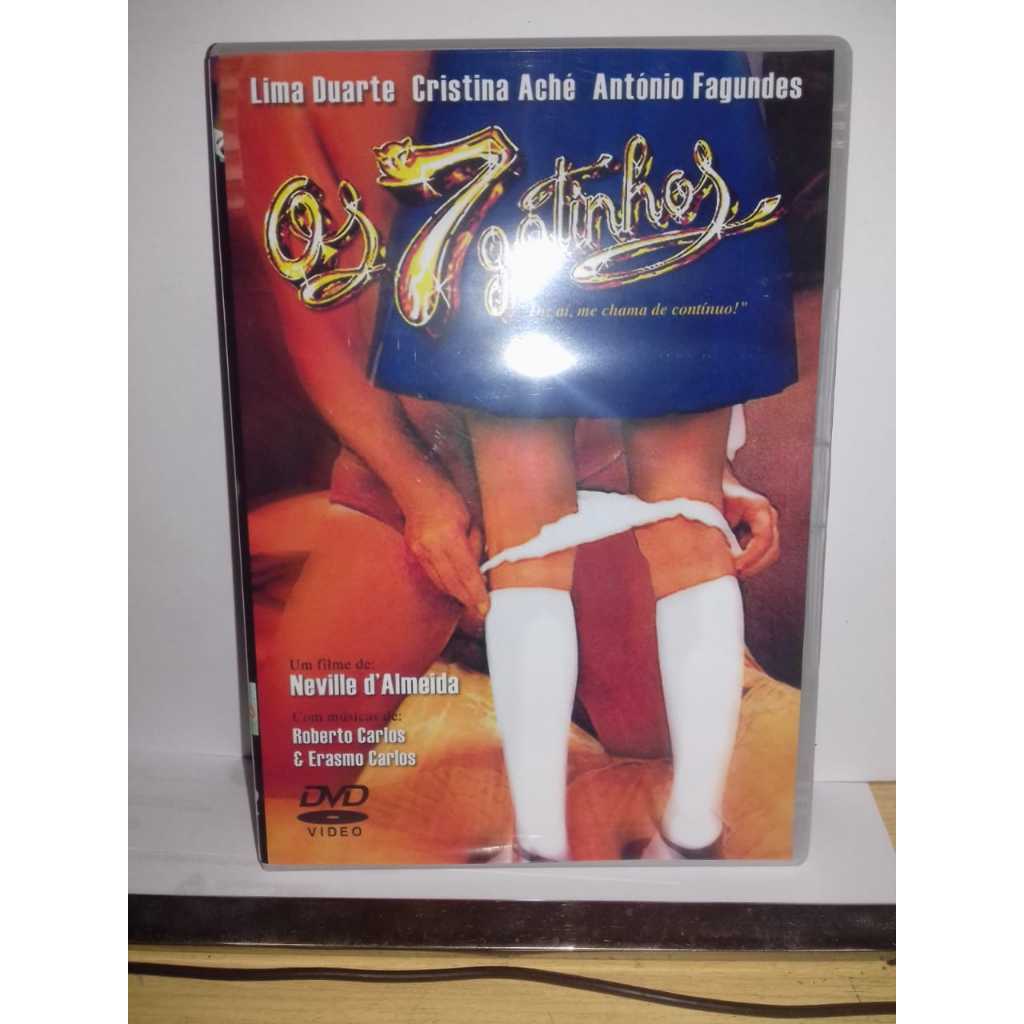 Lima Duarte Cristina Aché António Fagundes
Os 7 gatinhos
aí, me chama de contínuo!"
Um filme de:
Neville d'Almeida
Com músicas de:
Roberto Carlos
& Erasmo Carlos
DVD
VIDEO